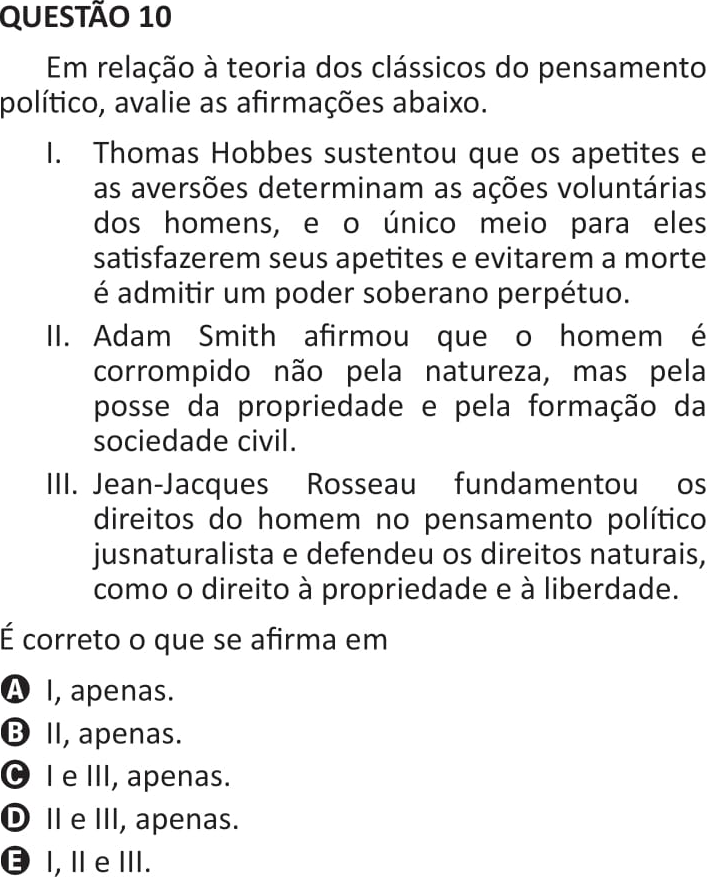 QUESTÃO 10
Em relação à teoria dos clássicos do pensamento
político, avalie as afirmações abaixo.
I. Thomas Hobbes sustentou que os apetites e
as aversões determinam as ações voluntárias
dos homens, e o único meio para eles
satisfazerem seus apetites e evitarem a morte
é admitir um poder soberano perpétuo.
II. Adam Smith afirmou que o homem é
corrompido não pela natureza, mas pela
posse da propriedade e pela formação da
sociedade civil.
III. Jean-Jacques Rosseau fundamentou os
direitos do homem no pensamento político
jusnaturalista e defendeu os direitos naturais,
como o direito à propriedade e à liberdade.
É correto o que se afirma em
A I, apenas.
B II, apenas.
C I e III, apenas.
D II e III, apenas.
E I, II e III.